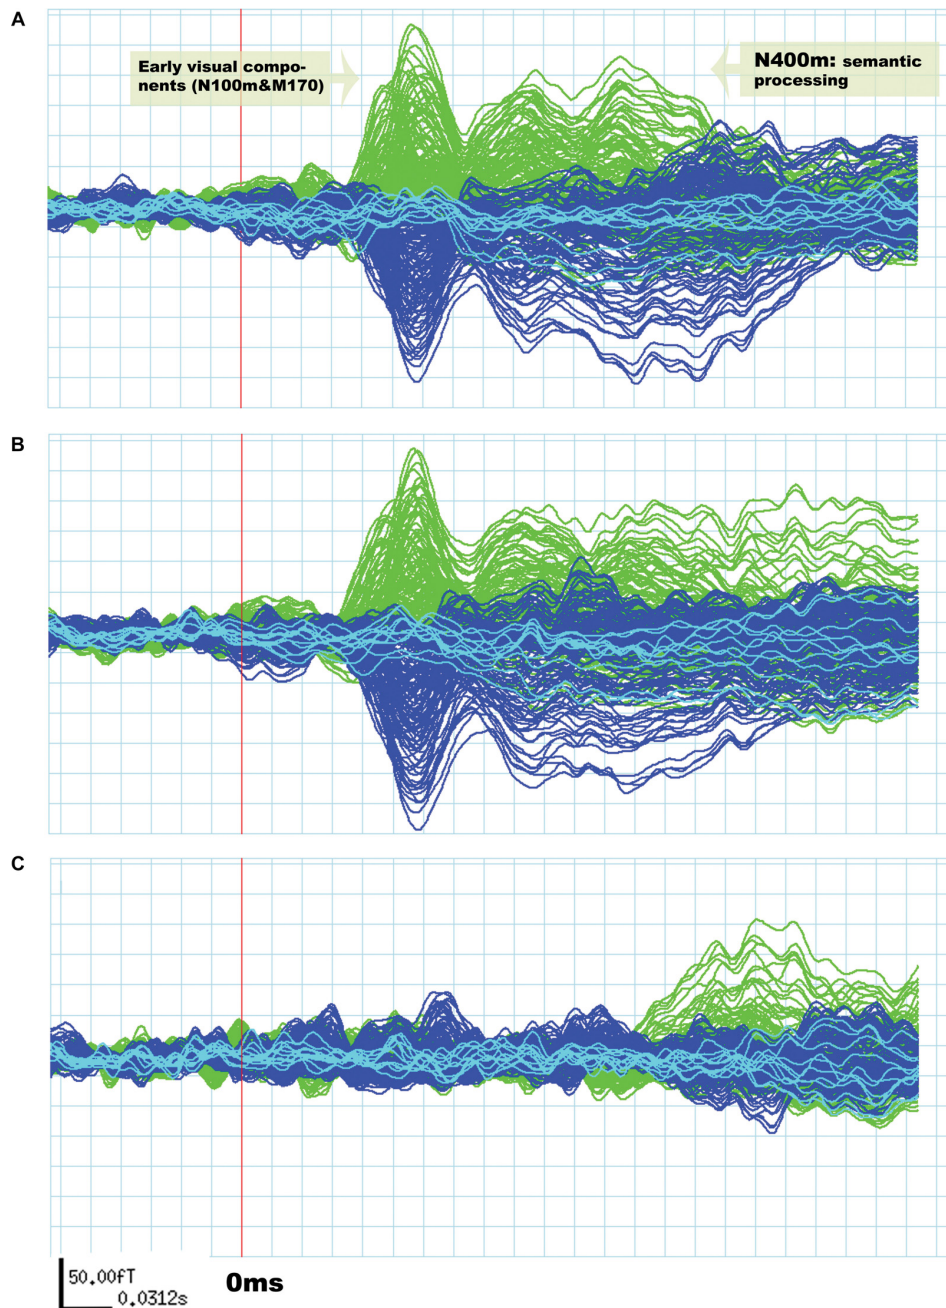 A
Early visual compo-
nents (N100m&M170)
N400m: semantic
processing
B
C
50.00fT
0.0312s
0ms